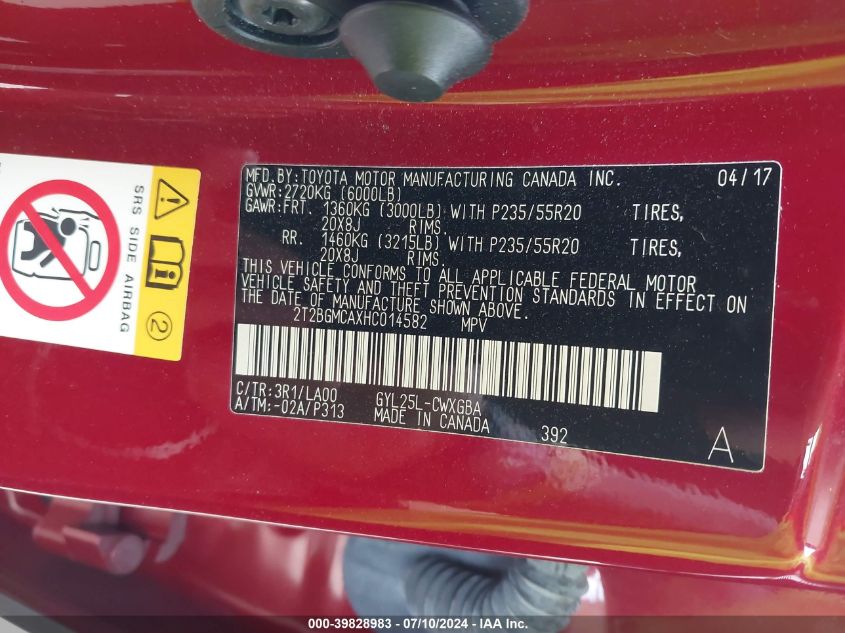 MFD.BY:TOYOTA MOTOR MANUFACTURING CANADA INC. 04/17
GVWR:2720KG (6000LB)
GAWR:FRT. 1360KG (3000LB) WITH P235/55R20 TIRES,
20X8J RIMS.
RR. 1460KG (3215LB) WITH P235/55R20 TIRES,
20X8J RIMS.
THIS VEHICLE CONFORMS TO ALL APPLICABLE FEDERAL MOTOR
VEHICLE SAFETY AND THEFT PREVENTION STANDARDS IN EFFECT ON
THE DATE OF MANUFACTURE SHOWN ABOVE.
2T2BGMCAXHC014582 MPV
C/TR:3R1/LA00 GYL25L-CWXGBA
A/TM:-02A/P313 MADE IN CANADA
392
A
SRS SIDE AIRBAG
2
000-39828983 - 07/10/2024 - IAA, Inc.